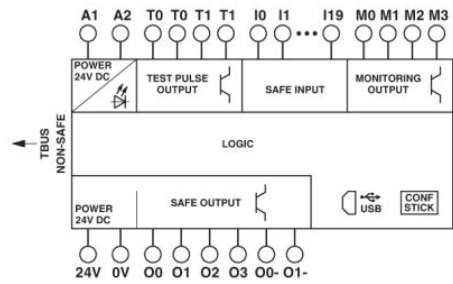 A1 A2 T0 T0 T1 T1 I0 I1 ••• I19 M0 M1 M2 M3
POWER
24V DC
TEST PULSE
OUTPUT
SAFE INPUT
MONITORING
OUTPUT
TBUS
NON-SAFE
LOGIC
POWER
24V DC
SAFE OUTPUT
USB
CONF
STICK
24V 0V O0 O1 O2 O3 O0- O1-